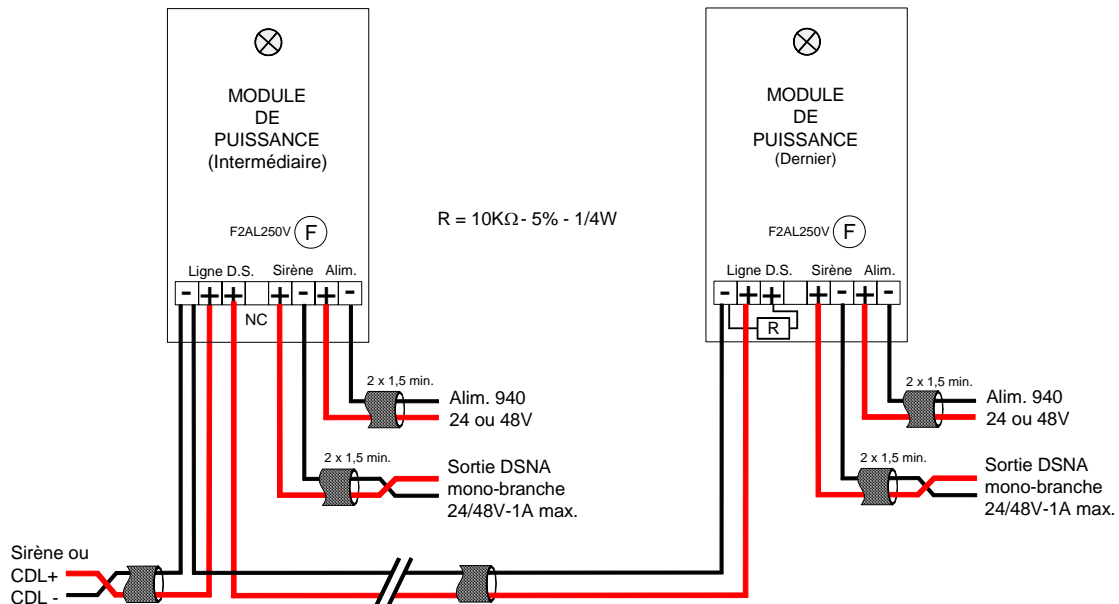 MODULE
DE
PUISSANCE
(Intermédiaire)
F2AL250V F
Ligne D.S. Sirène Alim.
- + + + - + -
NC
R = 10KΩ - 5% - 1/4W
MODULE
DE
PUISSANCE
(Dernier)
F2AL250V F
Ligne D.S. Sirène Alim.
- + + + - + -
R
2 x 1,5 min.
Alim. 940
24 ou 48V
2 x 1,5 min.
Sortie DSNA
mono-branche
24/48V-1A max.
2 x 1,5 min.
Alim. 940
24 ou 48V
2 x 1,5 min.
Sortie DSNA
mono-branche
24/48V-1A max.
Sirène ou
CDL+
CDL -